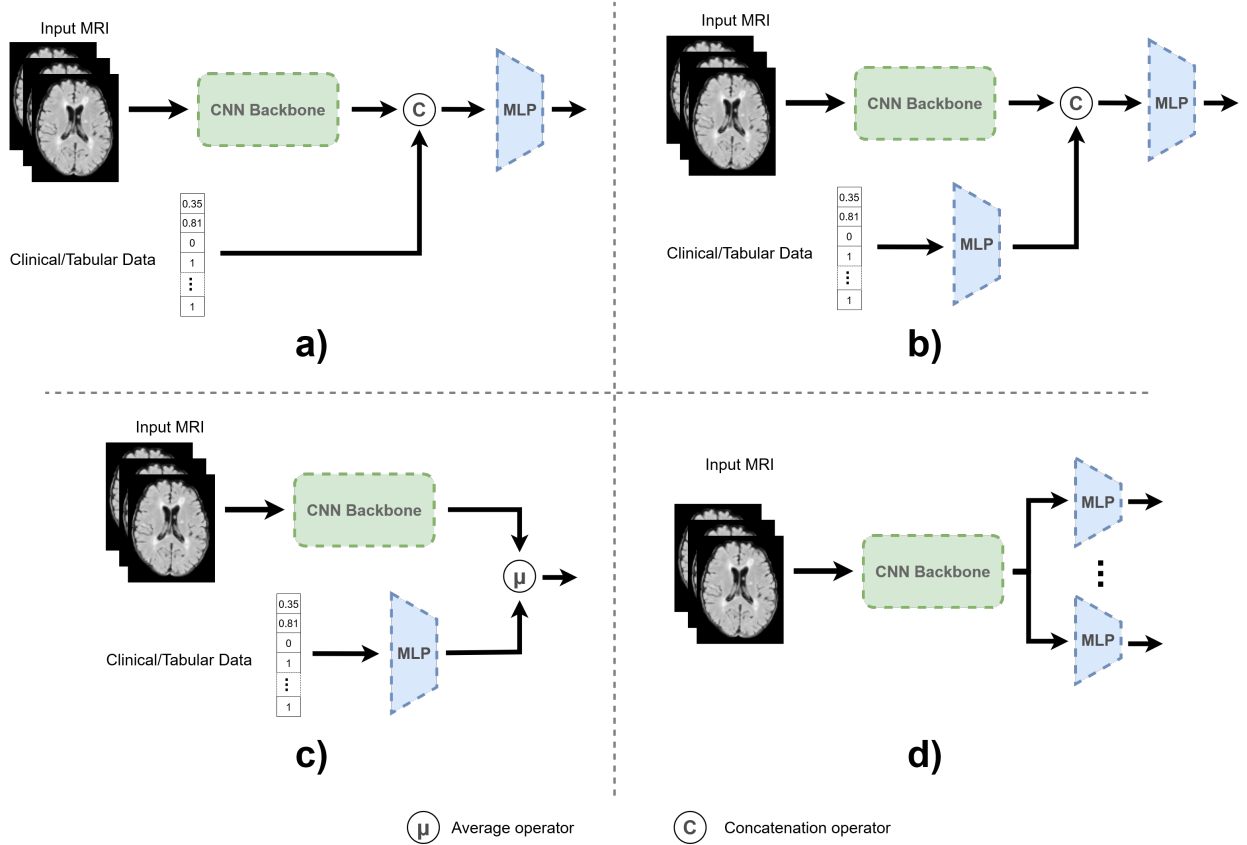 Input MRI
CNN Backbone
C
MLP
Clinical/Tabular Data
0.35
0.81
0
1
⋮
1
a)
Input MRI
CNN Backbone
C
MLP
Clinical/Tabular Data
0.35
0.81
0
1
⋮
1
MLP
b)
Input MRI
CNN Backbone
μ
Clinical/Tabular Data
0.35
0.81
0
1
⋮
1
MLP
c)
Input MRI
CNN Backbone
MLP
⋮
MLP
d)
μ Average operator
C Concatenation operator